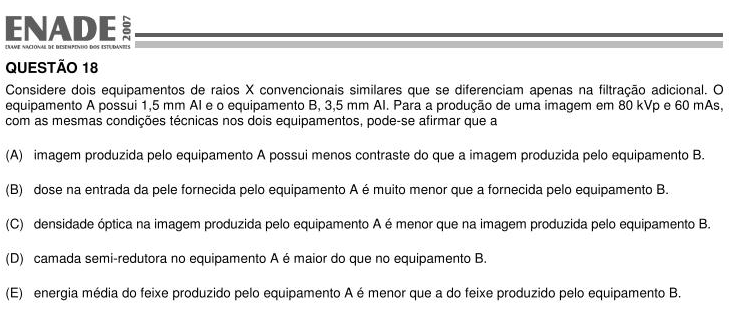 ENADE 2007
EXAME NACIONAL DE DESEMPENHO DOS ESTUDANTES
QUESTÃO 18
Considere dois equipamentos de raios X convencionais similares que se diferenciam apenas na filtração adicional. O
equipamento A possui 1,5 mm Al e o equipamento B, 3,5 mm Al. Para a produção de uma imagem em 80 kVp e 60 mAs,
com as mesmas condições técnicas nos dois equipamentos, pode-se afirmar que a
(A) imagem produzida pelo equipamento A possui menos contraste do que a imagem produzida pelo equipamento B.
(B) dose na entrada da pele fornecida pelo equipamento A é muito menor que a fornecida pelo equipamento B.
(C) densidade óptica na imagem produzida pelo equipamento A é menor que na imagem produzida pelo equipamento B.
(D) camada semi-redutora no equipamento A é maior do que no equipamento B.
(E) energia média do feixe produzido pelo equipamento A é menor que a do feixe produzido pelo equipamento B.